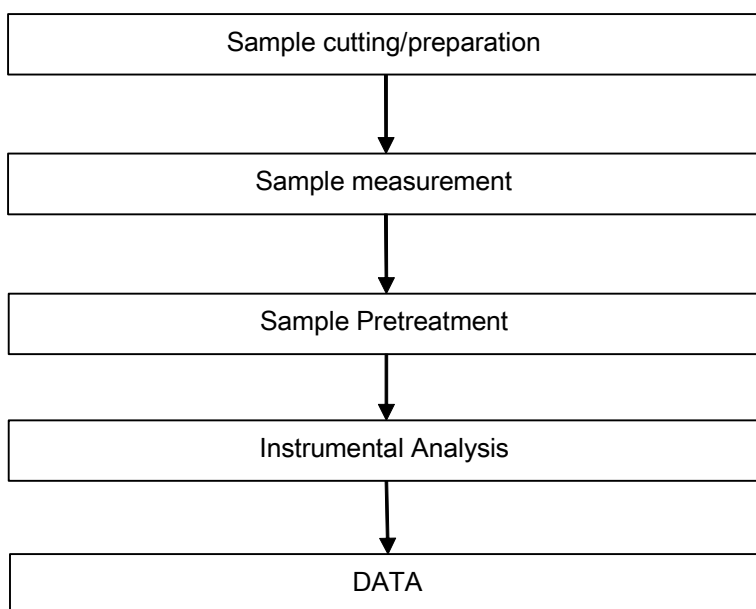 Sample cutting/preparation
Sample measurement
Sample Pretreatment
Instrumental Analysis
DATA